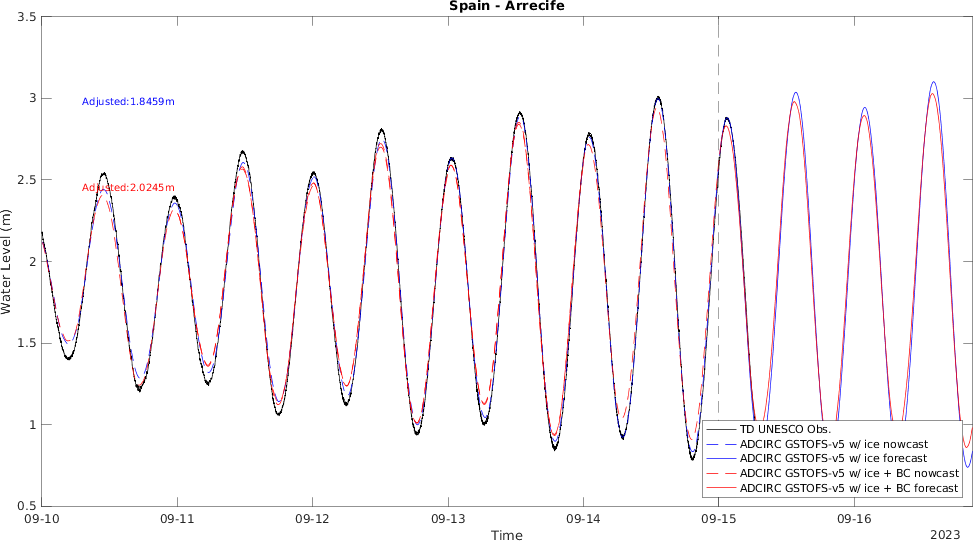 Spain - Arrecife
3.5
3
2.5
2
1.5
1
0.5
Water Level (m)
Adjusted:1.8459m
Adjusted:2.0245m
TD UNESCO Obs.
ADCIRC GSTOFS-v5 w/ ice nowcast
ADCIRC GSTOFS-v5 w/ ice forecast
ADCIRC GSTOFS-v5 w/ ice + BC nowcast
ADCIRC GSTOFS-v5 w/ ice + BC forecast
09-10 09-11 09-12 09-13 09-14 09-15 09-16
Time
2023